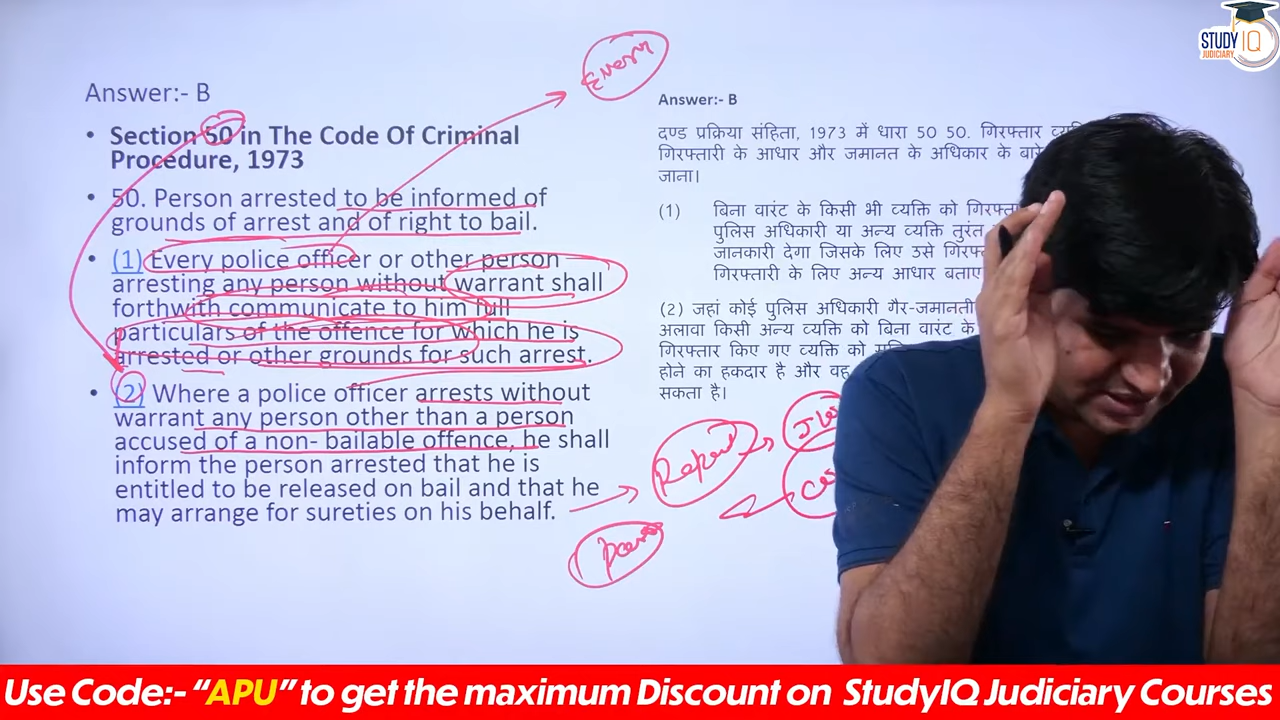 STUDY IQ
JUDICIARY
Answer:- B
• Section 50 in The Code Of Criminal
Procedure, 1973
• 50. Person arrested to be informed of
grounds of arrest and of right to bail.
• (1) Every police officer or other person
arresting any person without warrant shall
forthwith communicate to him full
particulars of the offence for which he is
arrested or other grounds for such arrest.
• (2) Where a police officer arrests without
warrant any person other than a person
accused of a non- bailable offence, he shall
inform the person arrested that he is
entitled to be released on bail and that he
may arrange for sureties on his behalf.
Answer:- B
दण्ड प्रक्रिया संहिता, 1973 में धारा 50 50. गिरफ्तार
गिरफ्तारी के आधार और जमानत के अधिकार के बारे
जाना।
(1) बिना वारंट के किसी भी व्यक्ति को
पुलिस अधिकारी या अन्य व्यक्ति तुरंत
जानकारी देगा जिसके लिए उसे
गिरफ्तारी के लिए अन्य आधार
(2) जहां कोई पुलिस अधिकारी गैर-जमानती
अलावा किसी अन्य व्यक्ति को बिना वारंट के
गिरफ्तार किए गए व्यक्ति को
होने का हकदार है और वह
सकता है।
Use Code:- “APU” to get the maximum Discount on StudyIQ Judiciary Courses